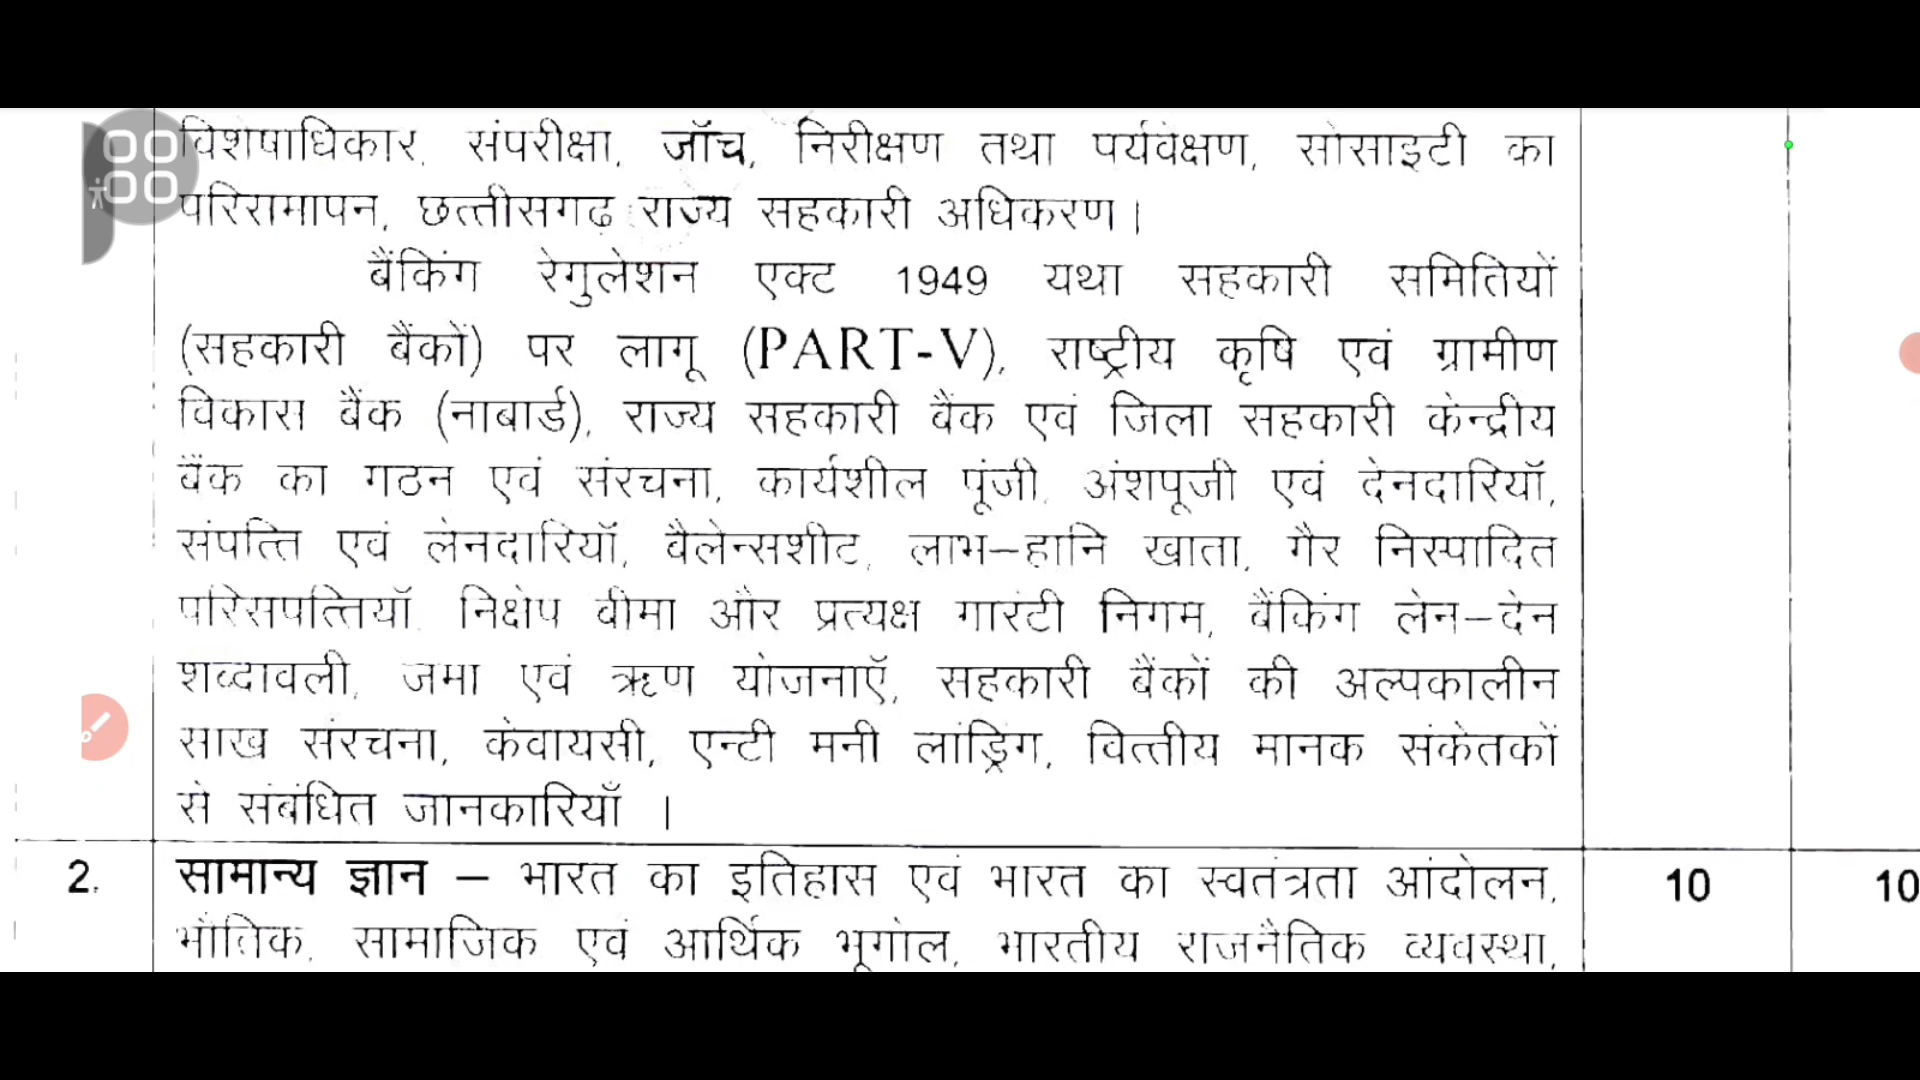 विशेषाधिकार, संपरीक्षा, जॉच, निरीक्षण तथा पर्यवेक्षण, सोसाइटी का
परिसमापन, छत्तीसगढ राज्य सहकारी अधिकरण।
बैंकिंग रेगुलेशन एक्ट 1949 यथा सहकारी समितियों
(सहकारी बैंकों) पर लागू (PART-V), राष्ट्रीय कृषि एवं ग्रामीण
विकास बैंक (नाबार्ड), राज्य सहकारी बैंक एवं जिला सहकारी केन्द्रीय
बैंक का गठन एवं संरचना, कार्यशील पूंजी, अंशपूजी एवं देनदारियॉ,
संपत्ति एवं लेनदारियॉ, बैलेन्सशीट, लाभ–हानि खाता, गैर निस्पादित
परिसपत्तियॉ, निक्षेप बीमा और प्रत्यक्ष गारंटी निगम, बैंकिंग लेन–देन
शब्दावली, जमा एवं ऋण योजनाऍ, सहकारी बैंकों की अल्पकालीन
साख संरचना, केवायसी, एन्टी मनी लांड्रिंग, वित्तीय मानक संकेतकों
से संबंधित जानकारियाँ ।
2. सामान्य ज्ञान – भारत का इतिहास एवं भारत का स्वतंत्रता आंदोलन, 10 10
भौतिक, सामाजिक एवं आर्थिक भूगोल, भारतीय राजनैतिक व्यवस्था,